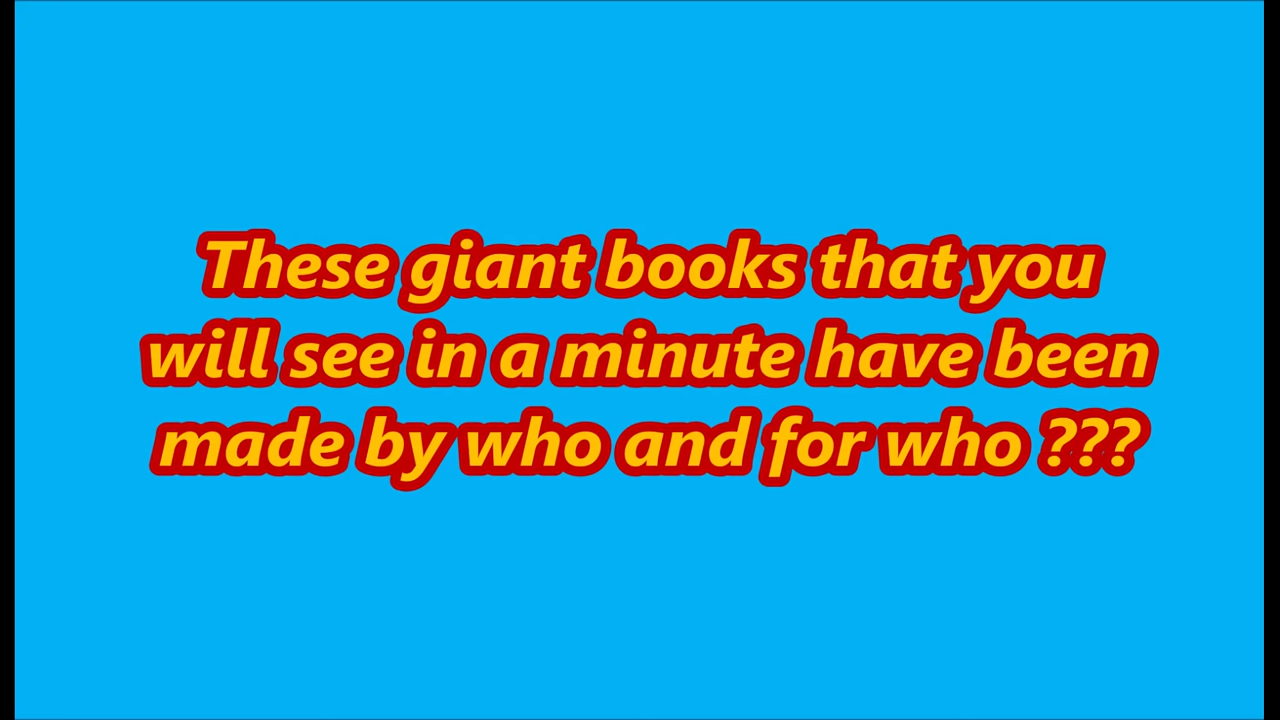 These giant books that you
will see in a minute have been
made by who and for who ???